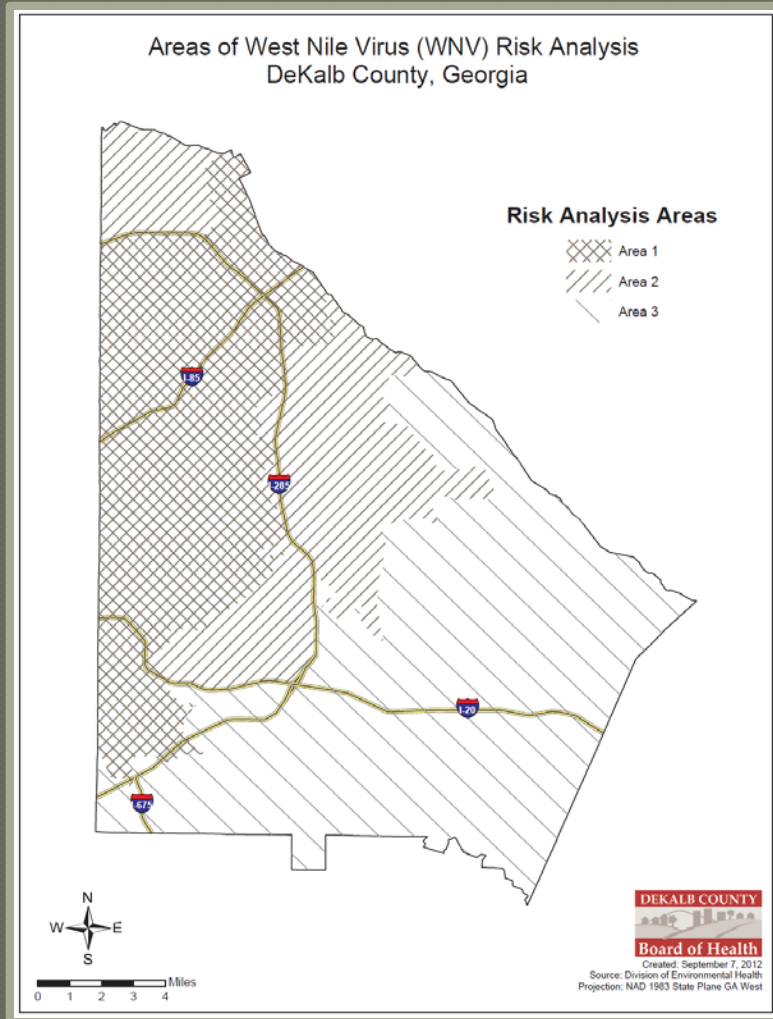 Areas of West Nile Virus (WNV) Risk Analysis
DeKalb County, Georgia
Risk Analysis Areas
Area 1
Area 2
Area 3
I-85
I-285
I-20
I-675
N
W E
S
Miles
0 1 2 3 4
DEKALB COUNTY
Board of Health
Created: September 7, 2012
Source: Division of Environmental Health
Projection: NAD 1983 State Plane GA West